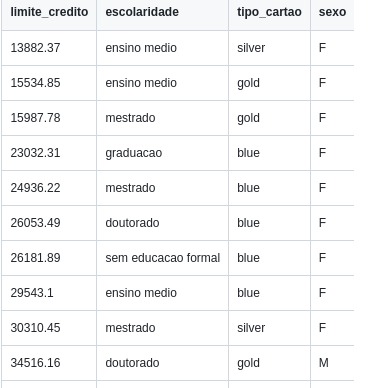 limite_credito escolaridade tipo_cartao sexo
13882.37 ensino medio silver F
15534.85 ensino medio gold F
15987.78 mestrado gold F
23032.31 graduacao blue F
24936.22 mestrado blue F
26053.49 doutorado blue F
26181.89 sem educacao formal blue F
29543.1 ensino medio blue F
30310.45 mestrado silver F
34516.16 doutorado gold M